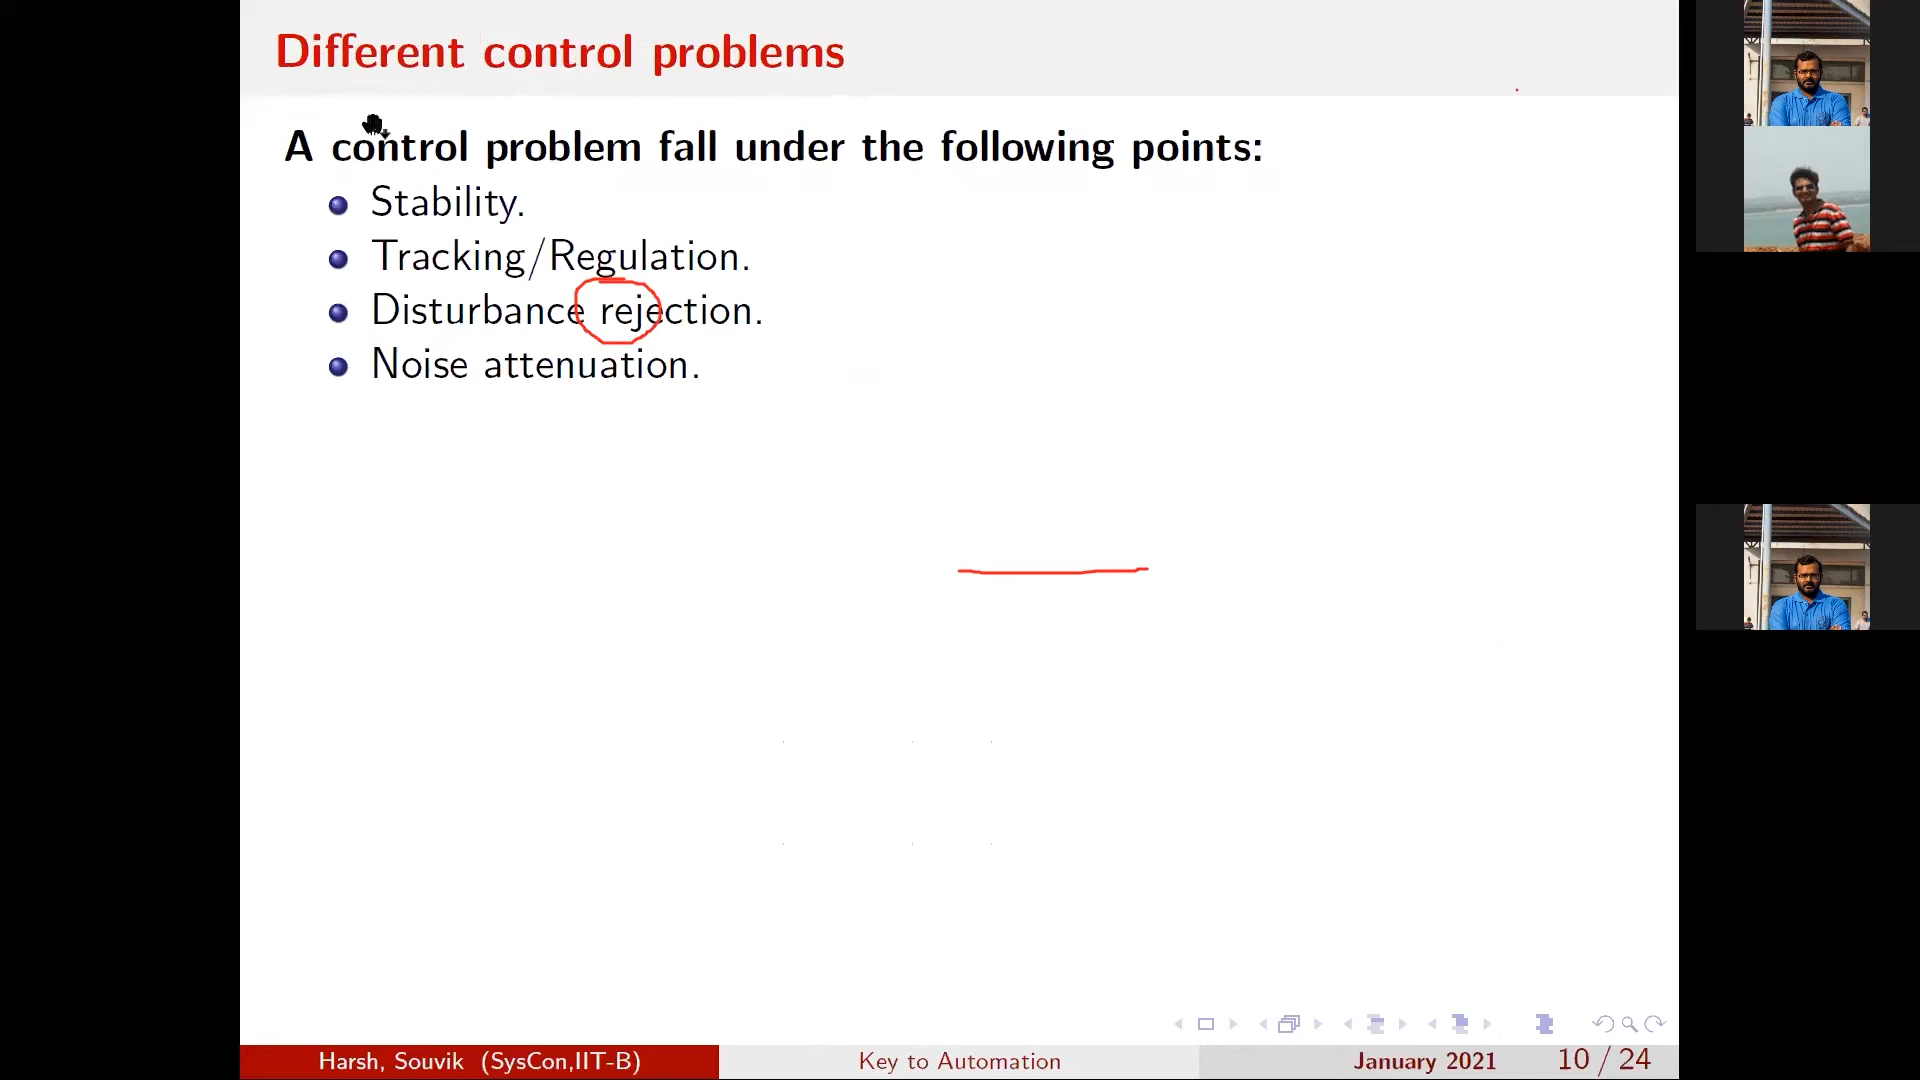 Different control problems
A control problem fall under the following points:
Stability.
Tracking/Regulation.
Disturbance rejection.
Noise attenuation.
Harsh, Souvik (SysCon,IIT-B)
Key to Automation
January 2021
10 / 24